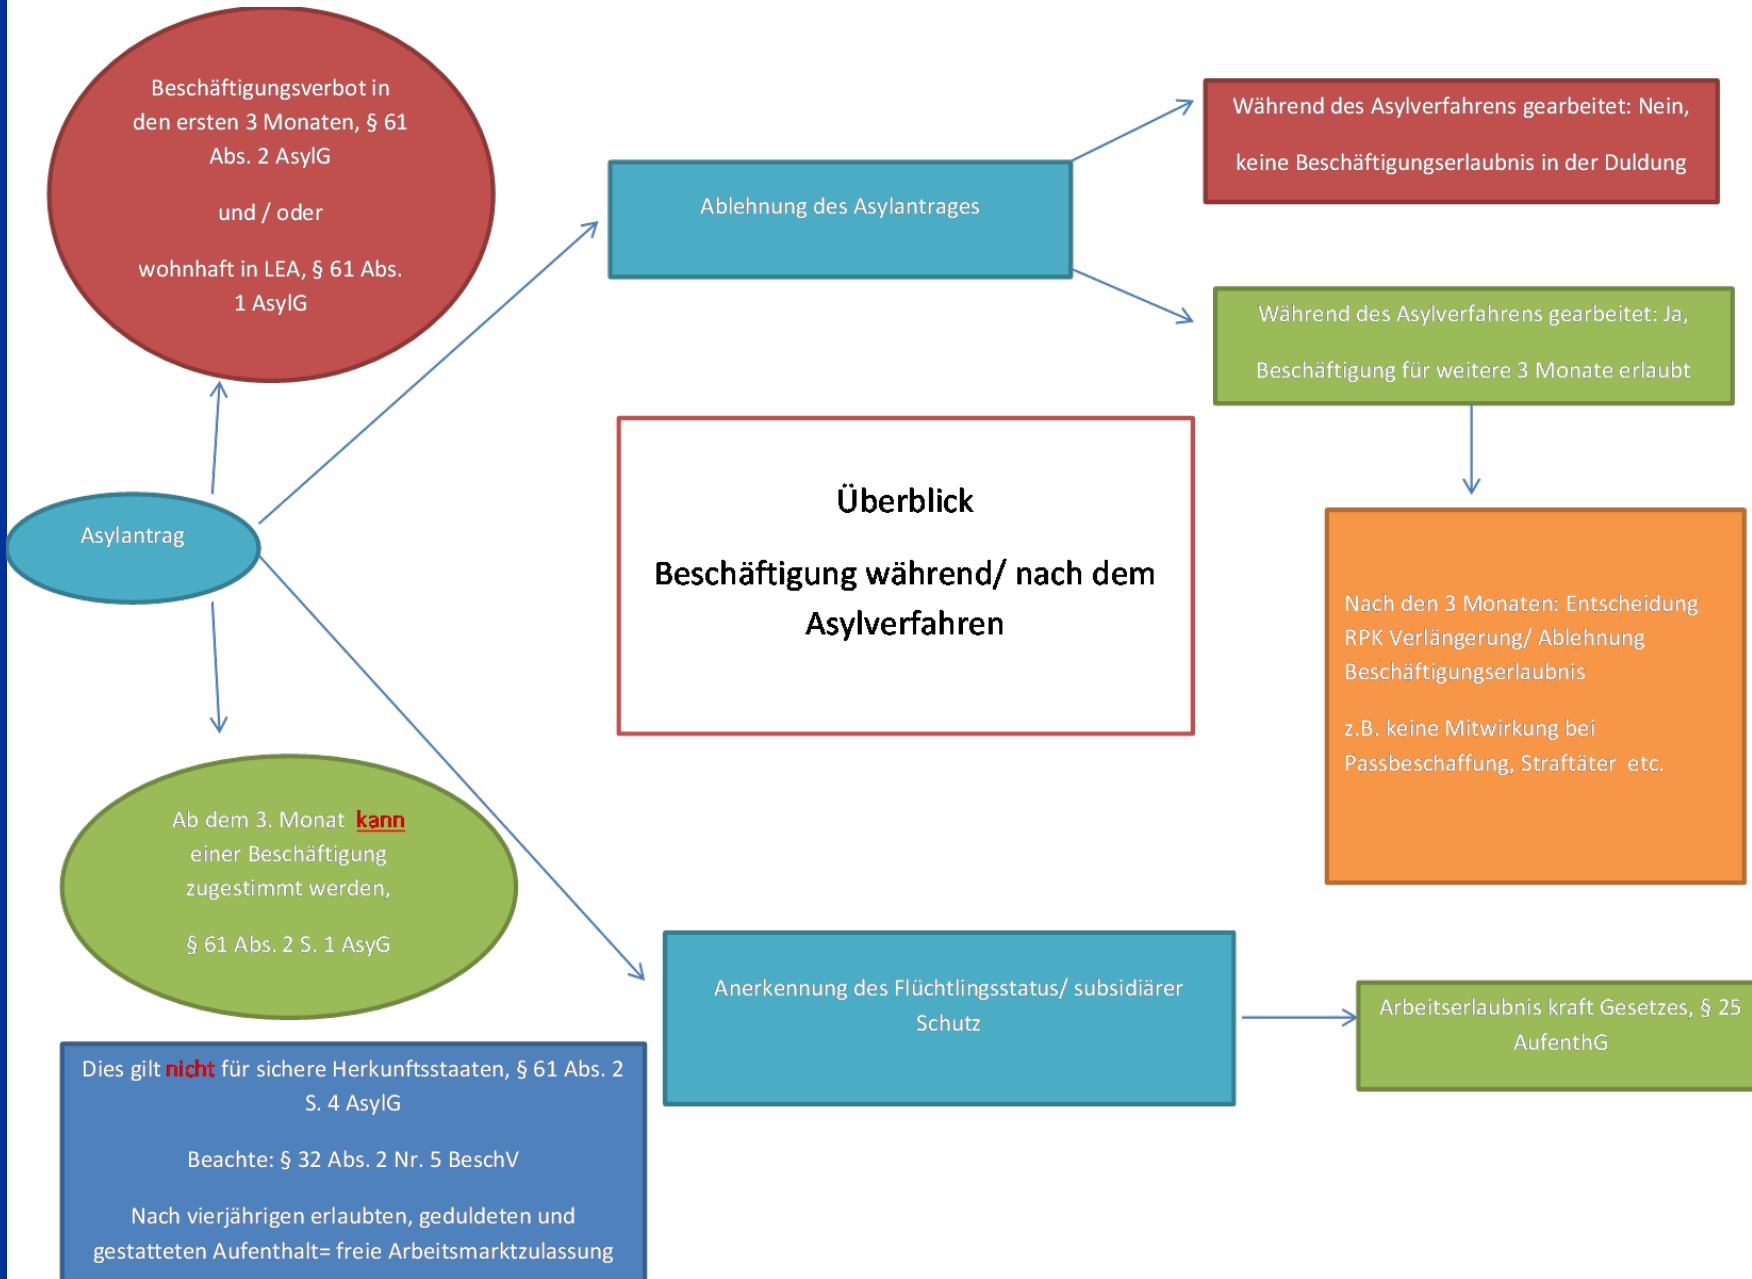 Beschäftigungsverbot in
den ersten 3 Monaten, § 61
Abs. 2 AsylG
und / oder
wohnhaft in LEA, § 61 Abs.
1 AsylG
Asylantrag
Ab dem 3. Monat kann
einer Beschäftigung
zugestimmt werden,
§ 61 Abs. 2 S. 1 AsyG
Dies gilt nicht für sichere Herkunftsstaaten, § 61 Abs. 2
S. 4 AsylG
Beachte: § 32 Abs. 2 Nr. 5 BeschV
Nach vierjährigen erlaubten, geduldeten und
gestatteten Aufenthalt= freie Arbeitsmarktzulassung
Ablehnung des Asylantrages
Während des Asylverfahrens gearbeitet: Nein,
keine Beschäftigungserlaubnis in der Duldung
Während des Asylverfahrens gearbeitet: Ja,
Beschäftigung für weitere 3 Monate erlaubt
Überblick
Beschäftigung während/ nach dem
Asylverfahren
Nach den 3 Monaten: Entscheidung
RPK Verlängerung/ Ablehnung
Beschäftigungserlaubnis
z.B. keine Mitwirkung bei
Passbeschaffung, Straftäter etc.
Anerkennung des Flüchtlingsstatus/ subsidiärer
Schutz
Arbeitserlaubnis kraft Gesetzes, § 25
AufenthG